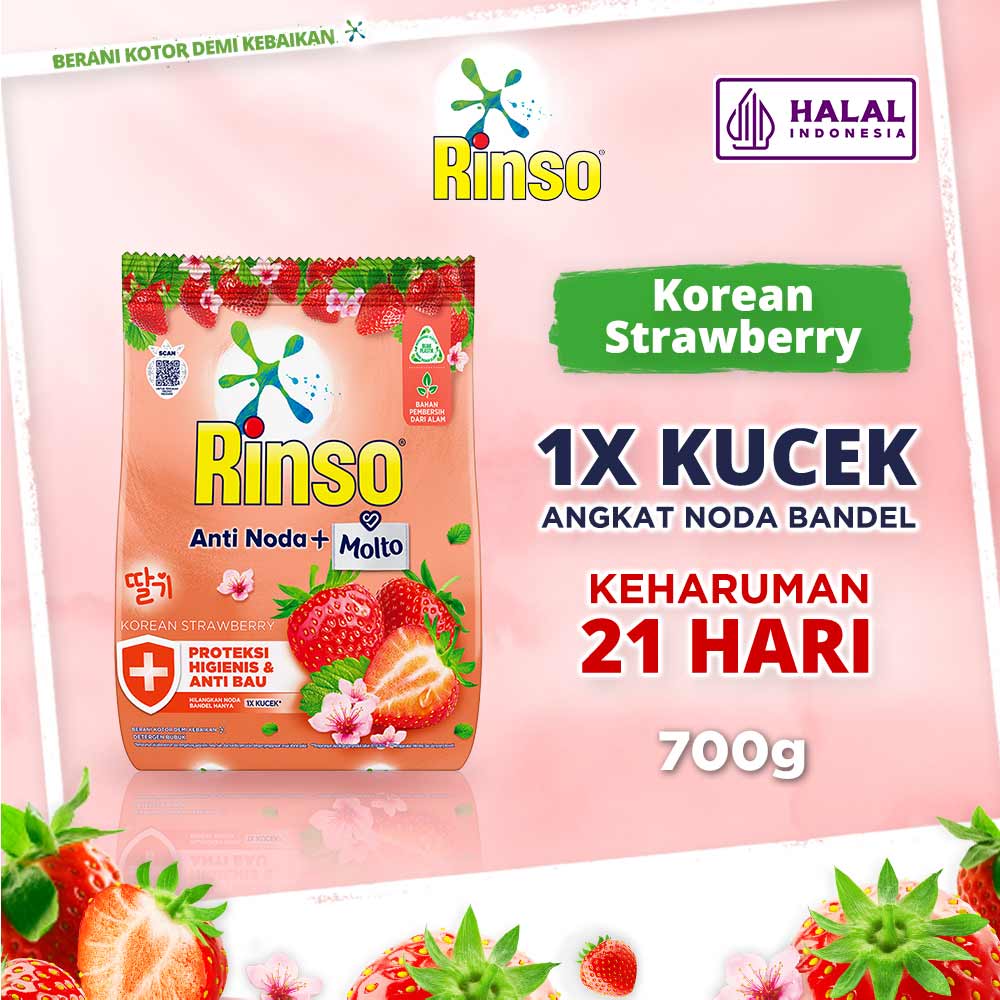 BERANI KOTOR DEMI KEBAIKAN
Rinso
HALAL
INDONESIA
Korean
Strawberry
1X KUCEK
ANGKAT NODA BANDEL
KEHARUMAN
21 HARI
700g
SCAN
BAHAN
PEMBERSIH
DARI ALAM
Rinso
Anti Noda + Molto
딸기
KOREAN STRAWBERRY
PROTEKSI
HIGIENIS &
ANTI BAU
HILANGKAN NODA
BANDEL HANYA 1X KUCEK*
BERANI KOTOR DEMI KEBAIKAN
DETERGEN BUBUK